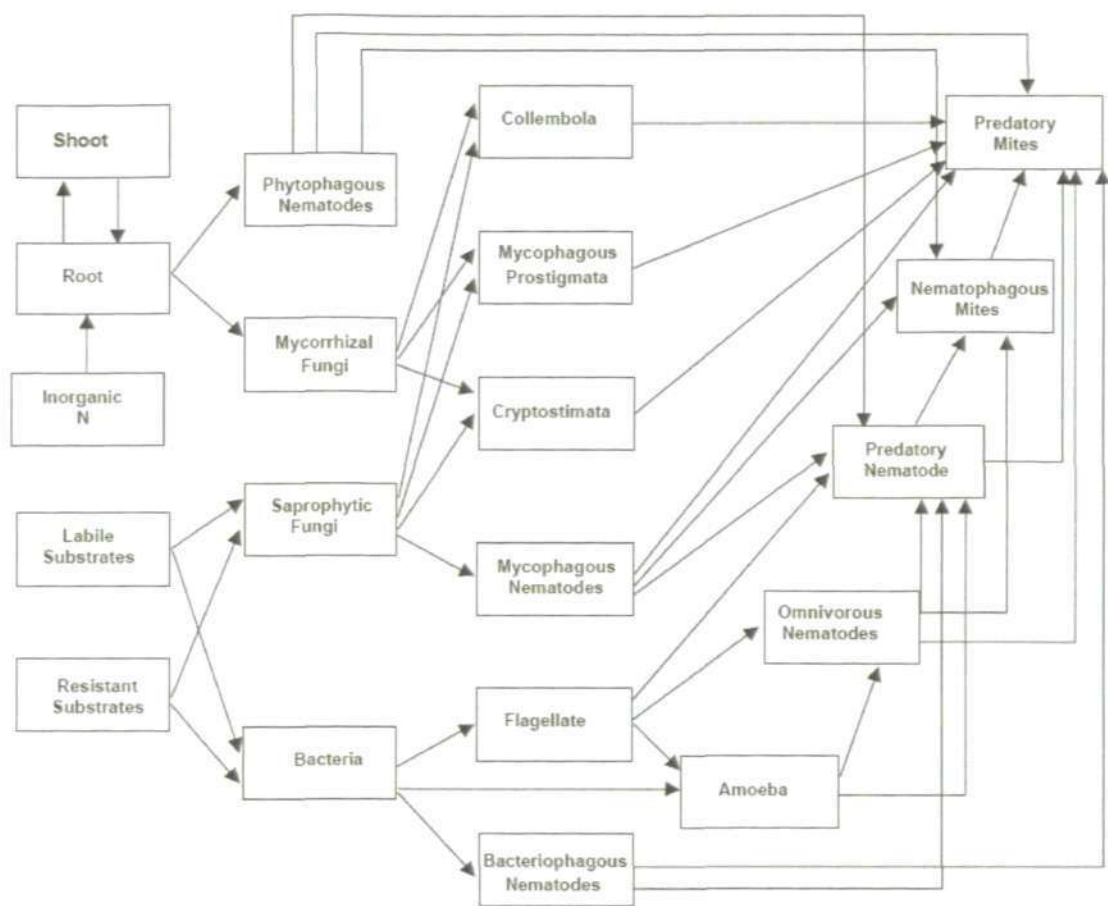 Shoot
Root
Inorganic
N
Labile
Substrates
Resistant
Substrates
Phytophagous
Nematodes
Mycorrhizal
Fungi
Saprophytic
Fungi
Bacteria
Collembola
Mycophagous
Prostigmata
Cryptostimata
Mycophagous
Nematodes
Flagellate
Bacteriophagous
Nematodes
Amoeba
Omnivorous
Nematodes
Predatory
Nematode
Nematophagous
Mites
Predatory
Mites